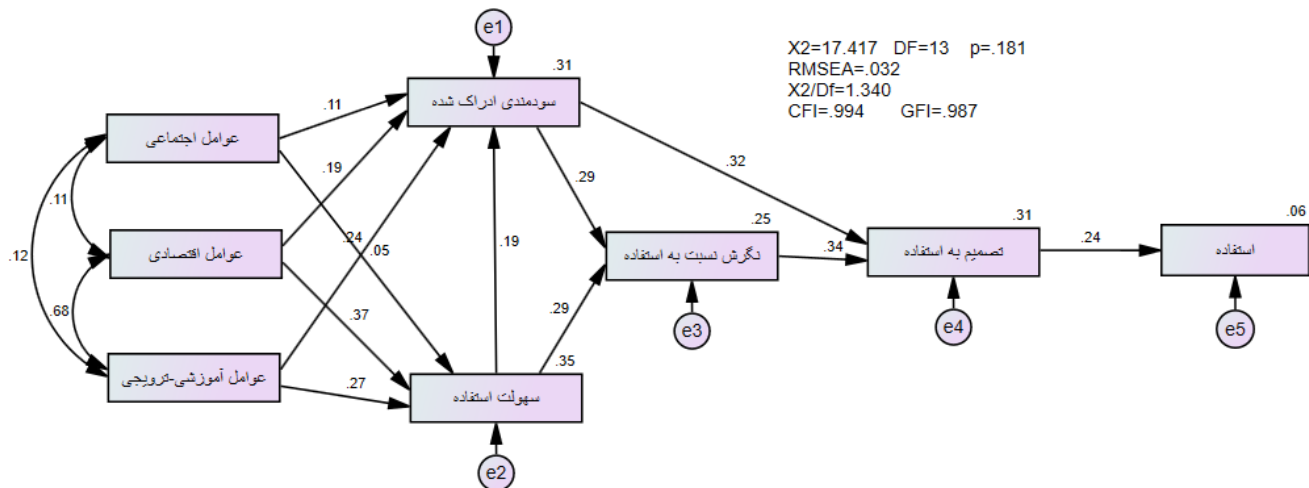 e1
X2=17.417 DF=13 p=.181
RMSEA=.032
X2/Df=1.340
CFI=.994 GFI=.987
.31
سودمندی ادراک شده
.11
عوامل اجتماعی
.19
.32
.29
.11
.24
.05
.19
.25
.31
.06
.12
عوامل اقتصادی
نگرش نسبت به استفاده
.34
تصمیم به استفاده
.24
استفاده
.68
.37
.29
e3
e4
e5
.35
عوامل آموزشی-ترویجی
.27
سهولت استفاده
e2